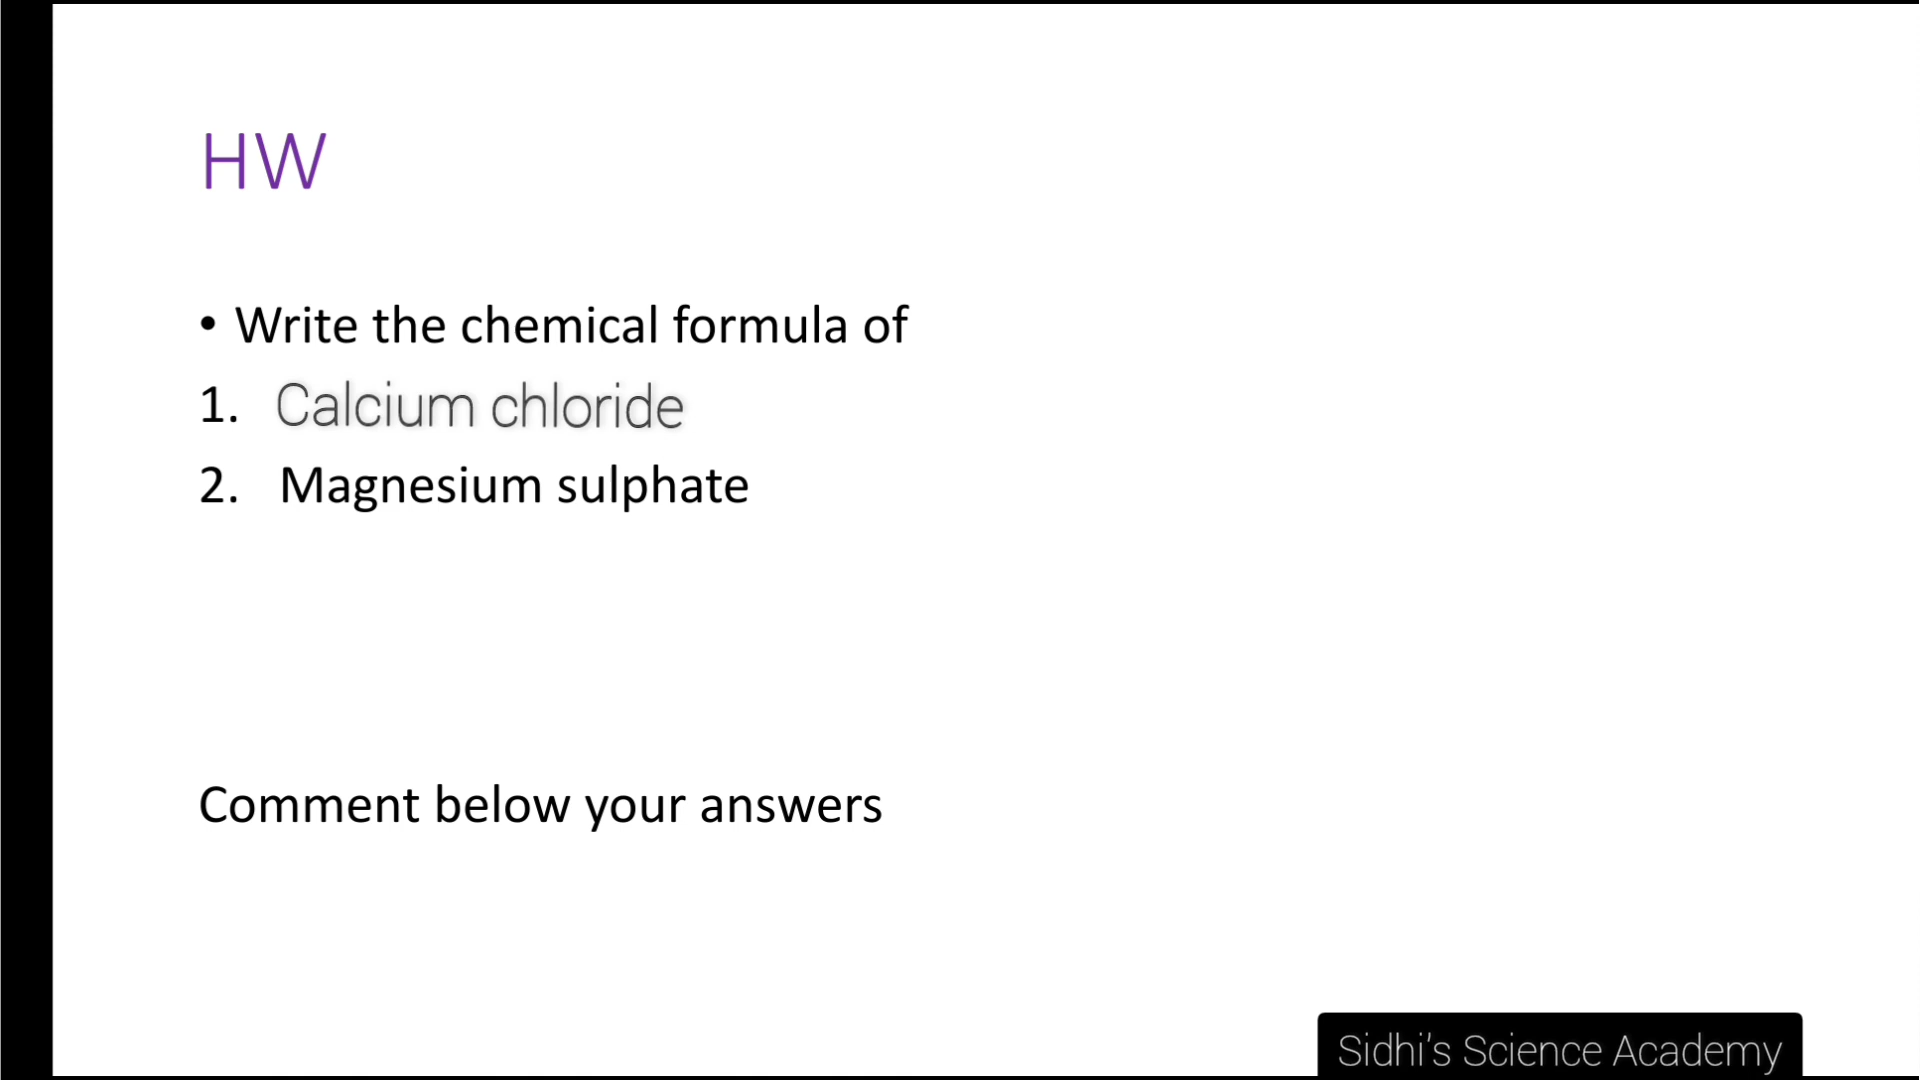 HW
• Write the chemical formula of
1. Calcium chloride
2. Magnesium sulphate
Comment below your answers
Sidhi's Science Academy